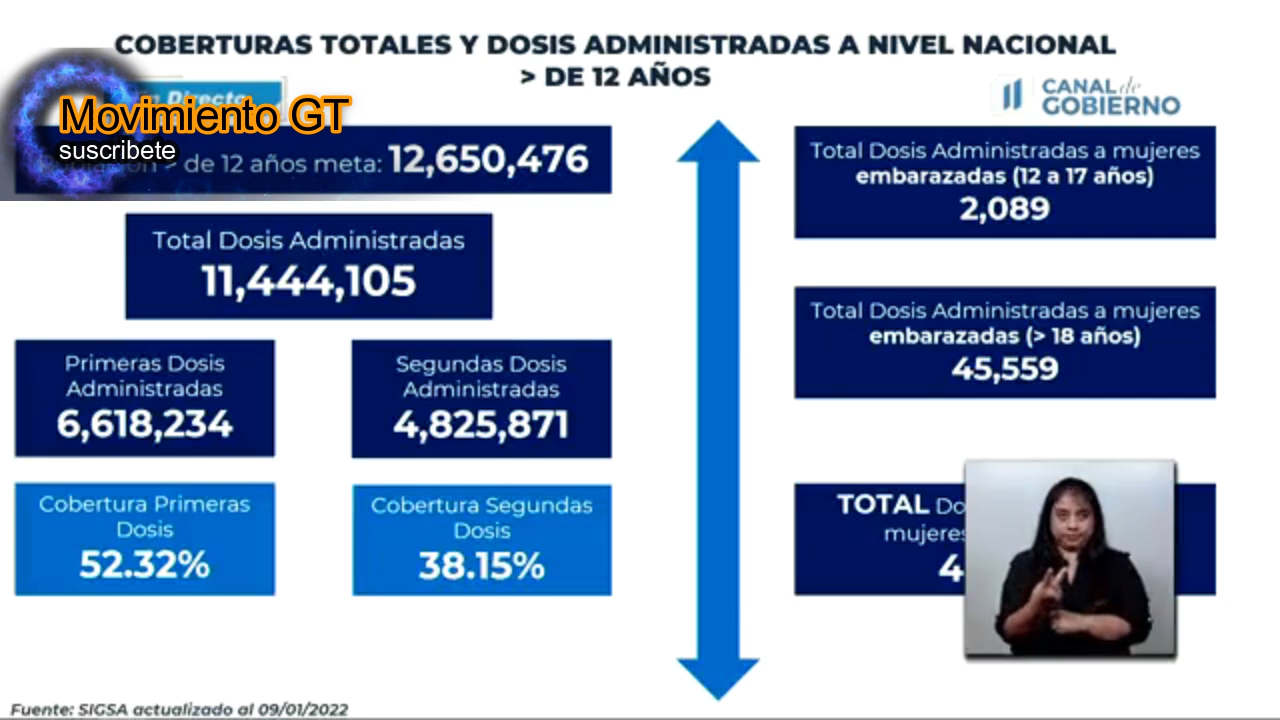 COBERTURAS TOTALES Y DOSIS ADMINISTRADAS A NIVEL NACIONAL
> DE 12 AÑOS
Directo
Movimiento GT
suscribete
CANAL de
GOBIERNO
> de 12 años meta: 12,650,476
Total Dosis Administradas
11,444,105
Primeras Dosis
Administradas
6,618,234
Segundas Dosis
Administradas
4,825,871
Cobertura Primeras
Dosis
52.32%
Cobertura Segundas
Dosis
38.15%
Total Dosis Administradas a mujeres
embarazadas (12 a 17 años)
2,089
Total Dosis Administradas a mujeres
embarazadas (> 18 años)
45,559
TOTAL Do
mujeres
4
Fuente: SIGSA actualizado al 09/01/2022